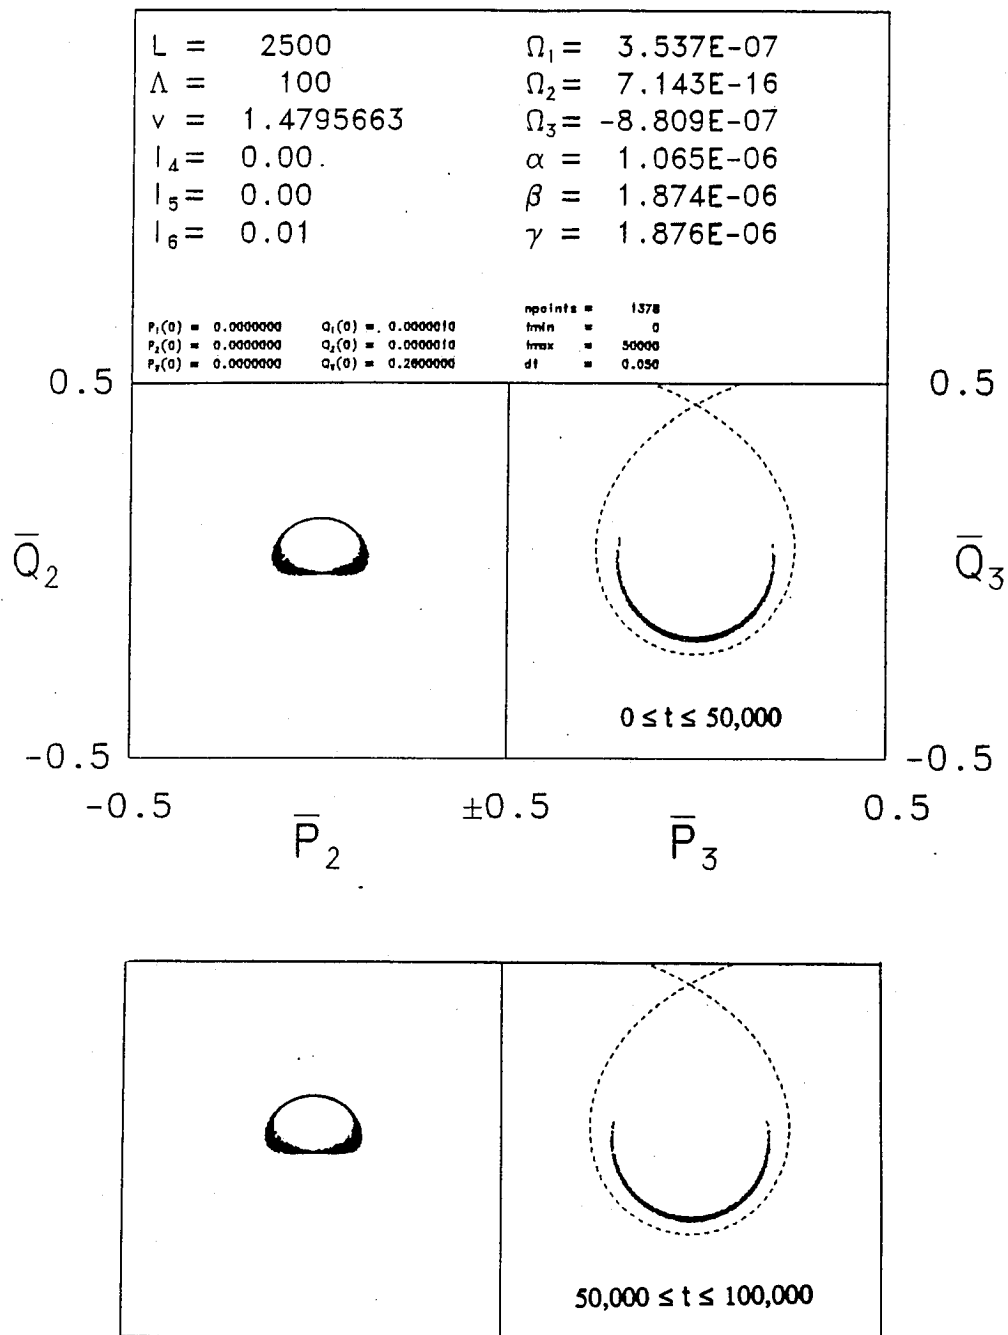 L = 2500 Ω₁= 3.537E-07
Λ = 100 Ω₂= 7.143E-16
v = 1.4795663 Ω₃= -8.809E-07
I₄= 0.00. α = 1.065E-06
I₅= 0.00 β = 1.874E-06
I₆= 0.01 γ = 1.876E-06
npoints = 1378
P₁(0) = 0.0000000 Q₁(0) = 0.0000010 tmin = 0
P₂(0) = 0.0000000 Q₂(0) = 0.0000010 tmax = 50000
0.0000000 0.2600000 dt = 0.050
0.5 0.5
Q̅₂ Q̅₃
0 ≤ t ≤ 50,000
-0.5 -0.5
-0.5 ±0.5 0.5
P̅₂ P̅₃
50,000 ≤ t ≤ 100,000